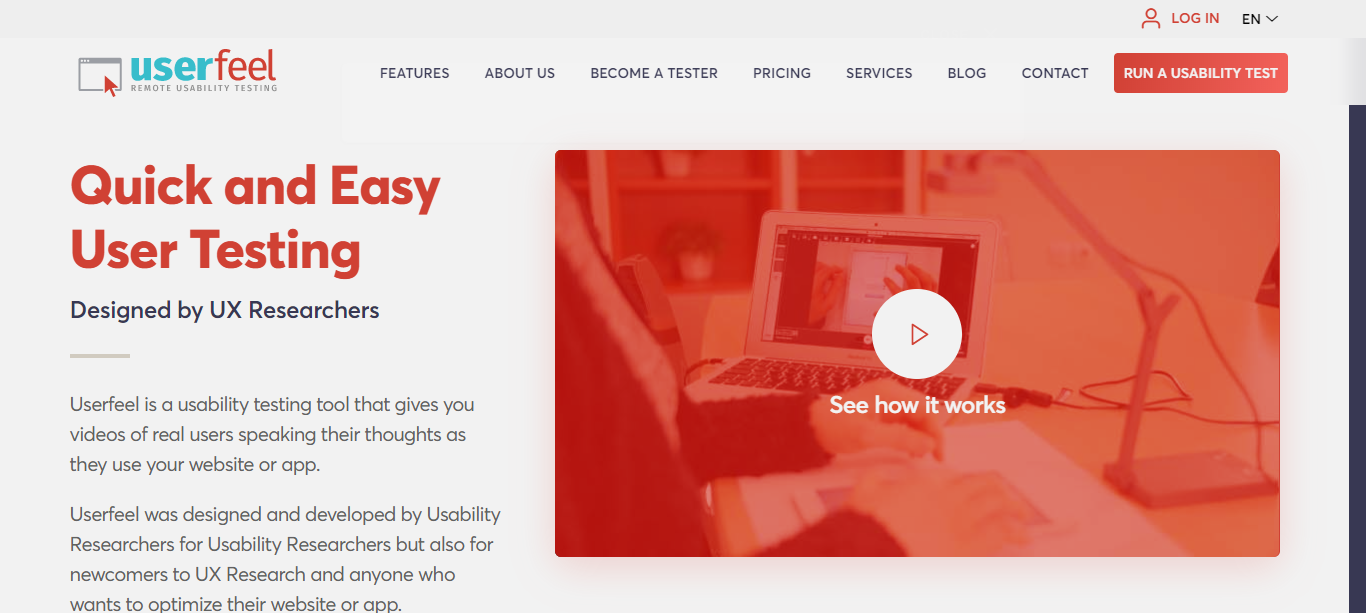 LOG IN
EN
userfeel
REMOTE USABILITY TESTING
FEATURES
ABOUT US
BECOME A TESTER
PRICING
SERVICES
BLOG
CONTACT
RUN A USABILITY TEST
Quick and Easy
User Testing
Designed by UX Researchers
Userfeel is a usability testing tool that gives you
videos of real users speaking their thoughts as
they use your website or app.
Userfeel was designed and developed by Usability
Researchers for Usability Researchers but also for
newcomers to UX Research and anyone who
wants to optimize their website or app.
See how it works